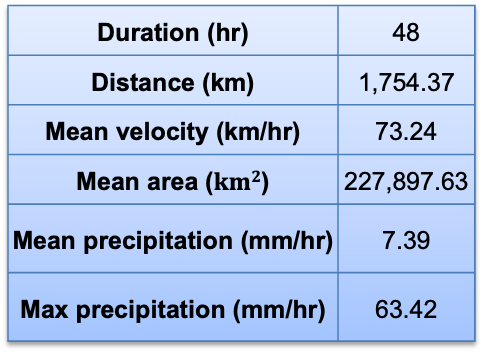 Duration (hr) 48
Distance (km) 1,754.37
Mean velocity (km/hr) 73.24
Mean area (km²) 227,897.63
Mean precipitation (mm/hr) 7.39
Max precipitation (mm/hr) 63.42